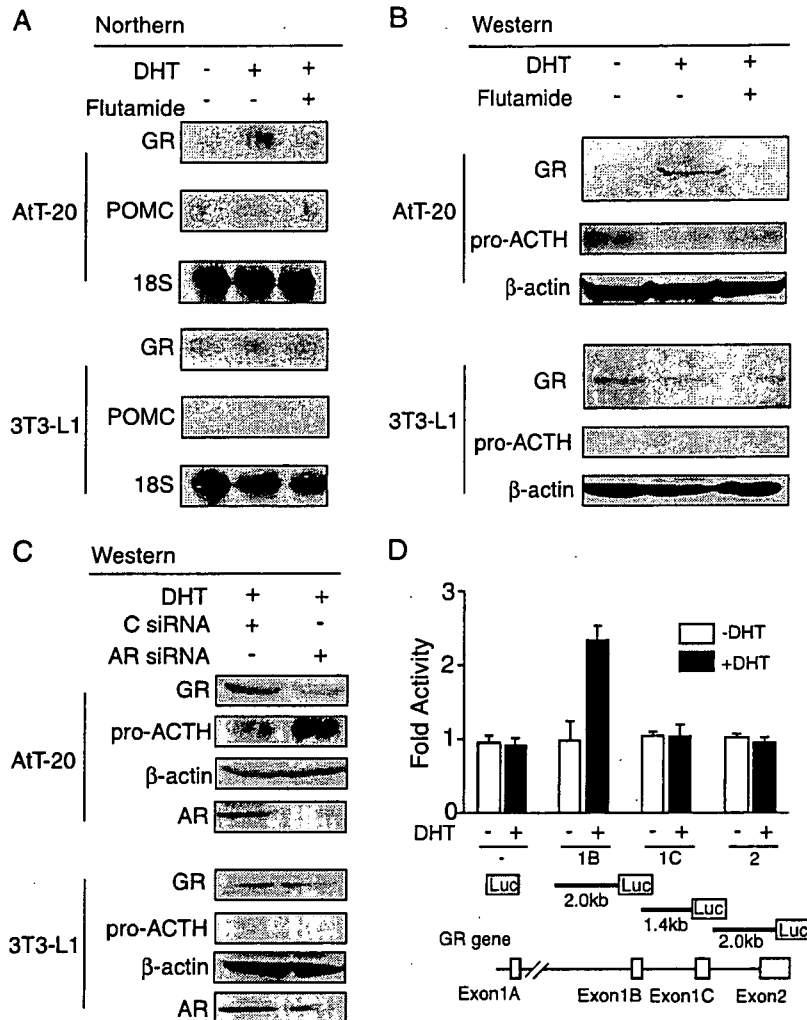 A Northern
DHT - + +
Flutamide - - +
AtT-20
GR
POMC
18S
3T3-L1
GR
POMC
18S
B Western
DHT - + +
Flutamide - - +
AtT-20
GR
pro-ACTH
β-actin
3T3-L1
GR
pro-ACTH
β-actin
C Western
DHT + +
C siRNA + -
AR siRNA - +
AtT-20
GR
pro-ACTH
β-actin
AR
3T3-L1
GR
pro-ACTH
β-actin
AR
D
Fold Activity
3
2
1
0
-DHT
+DHT
DHT - + - + - + - +
- 1B 1C 2
Luc
2.0kb Luc
1.4kb Luc
2.0kb Luc
GR gene
Exon1A Exon1B Exon1C Exon2